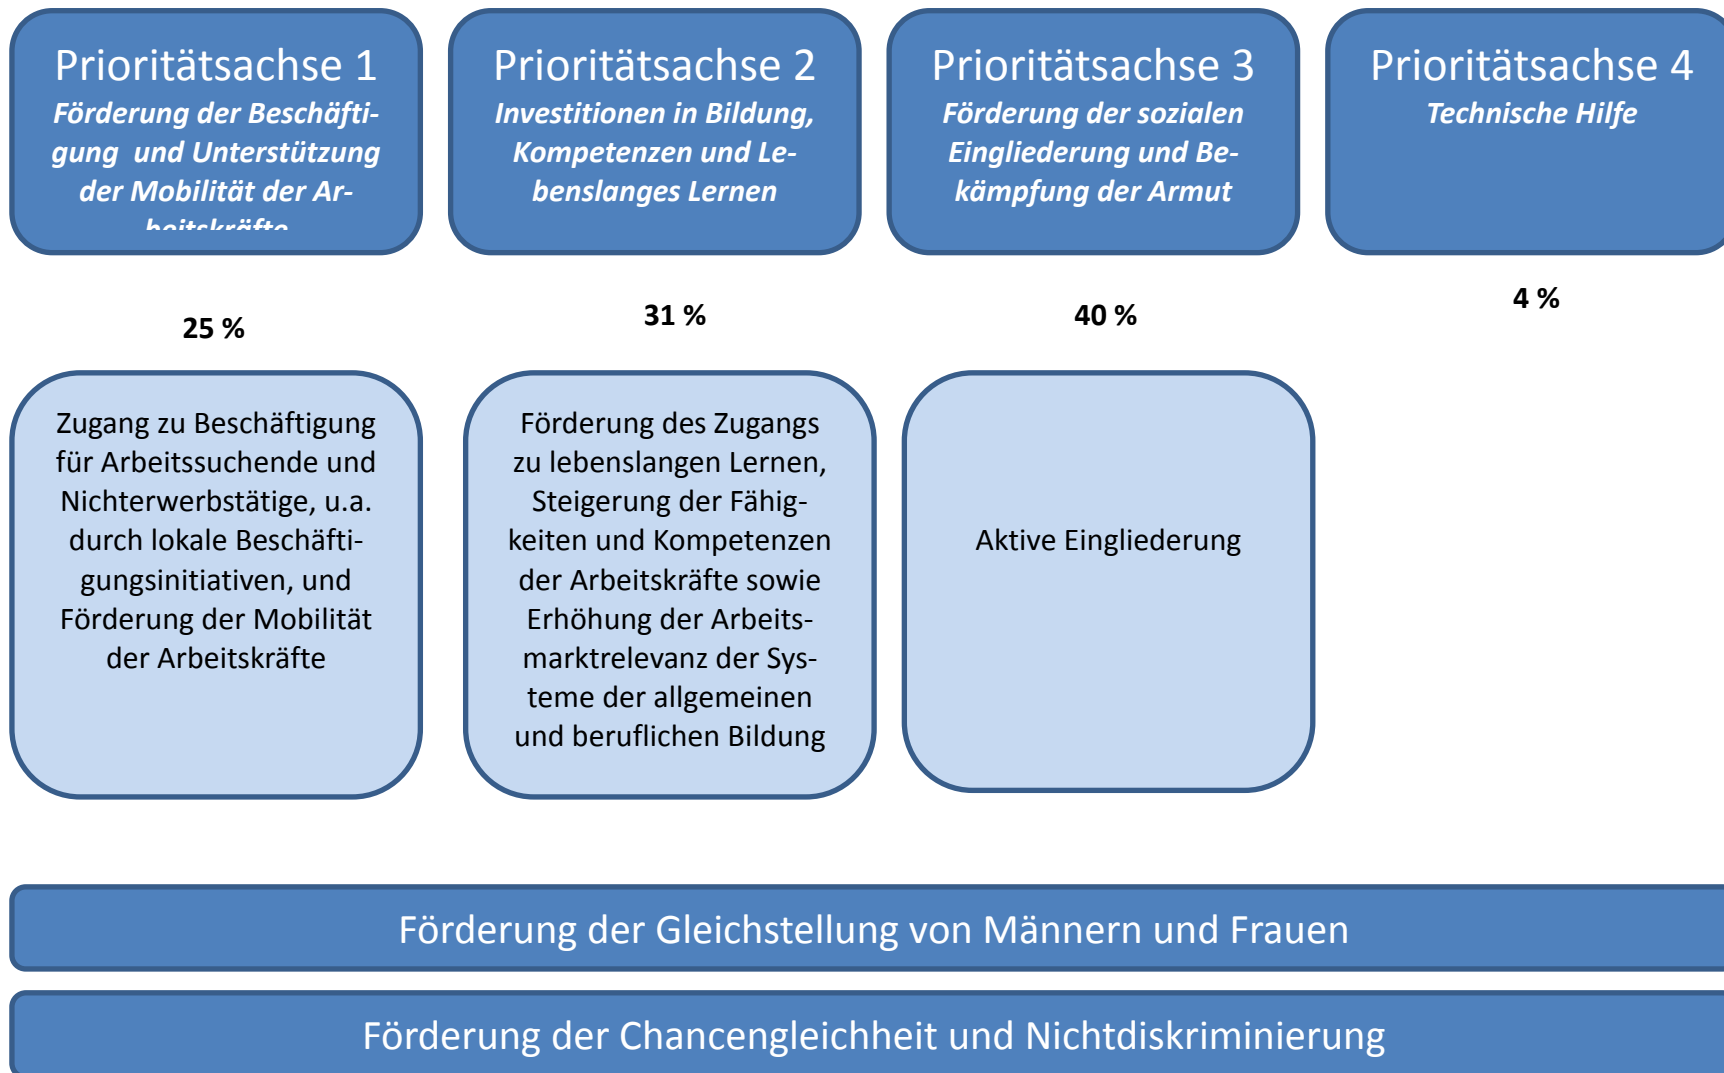 Prioritätsachse 1
Förderung der Beschäfti-
gung und Unterstützung
der Mobilität der Ar-
beitskräfte
Prioritätsachse 2
Investitionen in Bildung,
Kompetenzen und Le-
benslanges Lernen
Prioritätsachse 3
Förderung der sozialen
Eingliederung und Be-
kämpfung der Armut
Prioritätsachse 4
Technische Hilfe
25 %
31 %
40 %
4 %
Zugang zu Beschäftigung
für Arbeitssuchende und
Nichterwerbstätige, u.a.
durch lokale Beschäfti-
gungsinitiativen, und
Förderung der Mobilität
der Arbeitskräfte
Förderung des Zugangs
zu lebenslangen Lernen,
Steigerung der Fähig-
keiten und Kompetenzen
der Arbeitskräfte sowie
Erhöhung der Arbeits-
marktrelevanz der Sys-
teme der allgemeinen
und beruflichen Bildung
Aktive Eingliederung
Förderung der Gleichstellung von Männern und Frauen
Förderung der Chancengleichheit und Nichtdiskriminierung